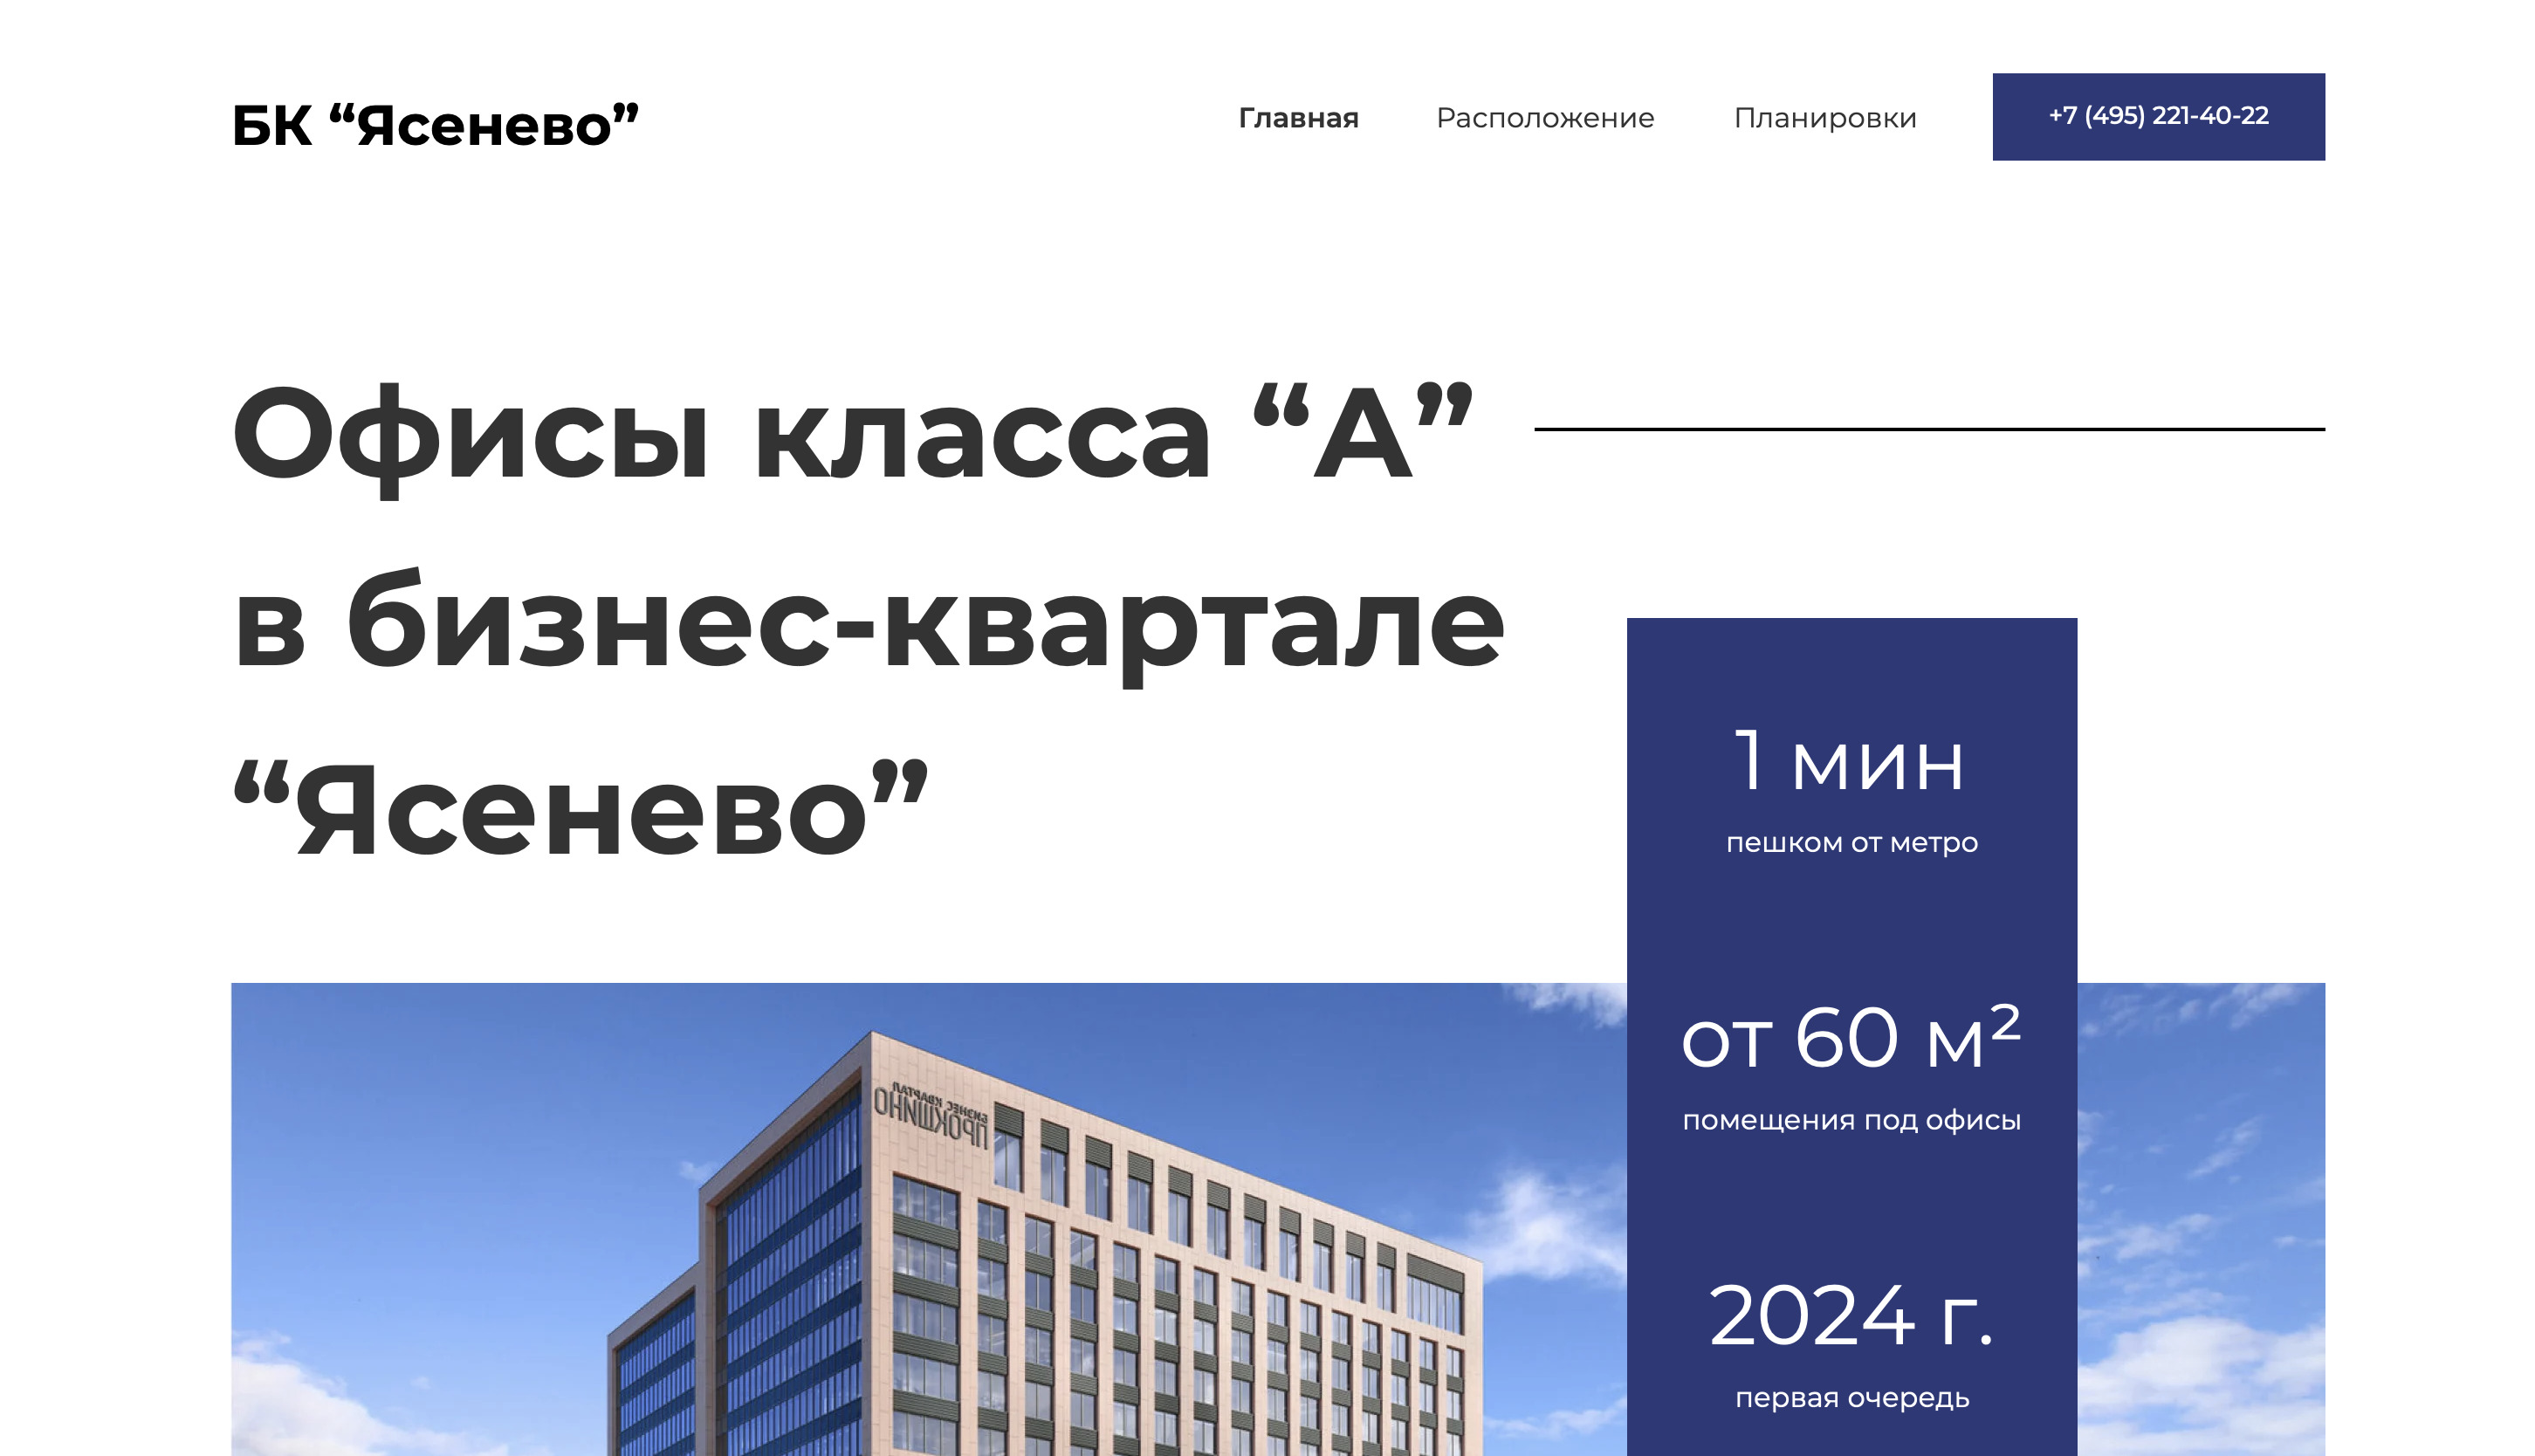 БК “Ясенево”
Главная
Расположение
Планировки
+7 (495) 221-40-22
Офисы класса “А”
в бизнес-квартале
“Ясенево”
1 мин
пешком от метро
от 60 м²
помещения под офисы
2024 г.
первая очередь
БИЗНЕС КВАРТАЛ
ПРОКШИНО